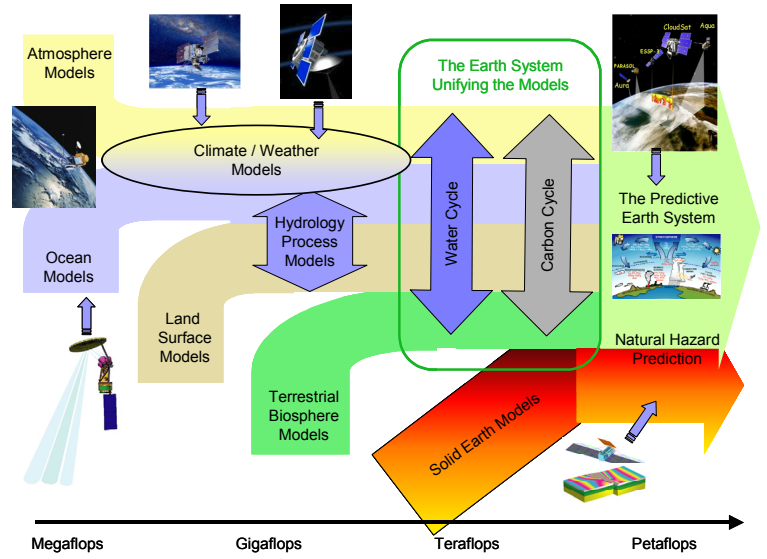 Atmosphere
Models
CloudSat
Aqua
ESSP-3
PARASOL
Aura
The Earth System
Unifying the Models
Climate / Weather
Models
Water Cycle
Carbon Cycle
The Predictive
Earth System
Hydrology
Process
Models
Ocean
Models
Land
Surface
Models
Natural Hazard
Prediction
Terrestrial
Biosphere
Models
Solid Earth Models
Megaflops
Gigaflops
Teraflops
Petaflops